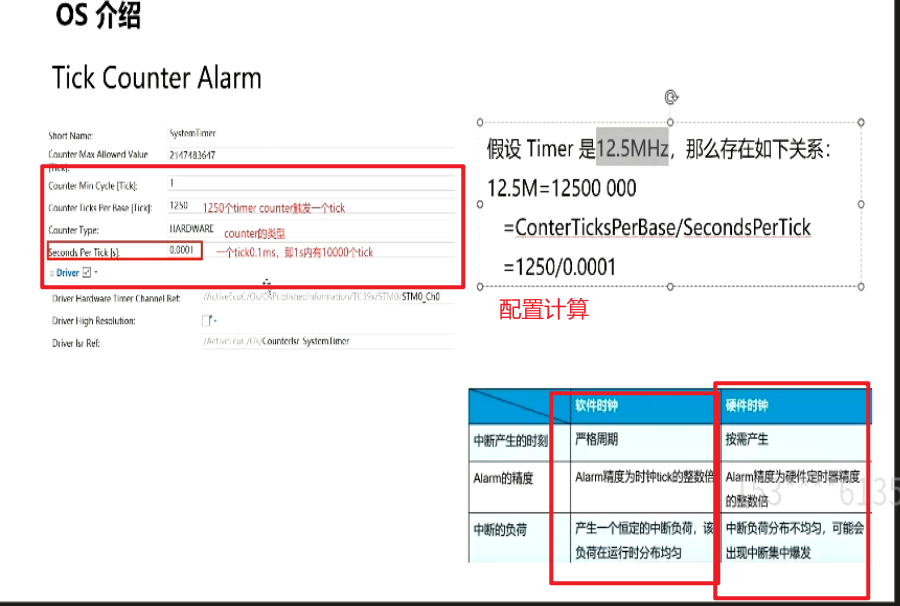 OS 介绍
Tick Counter Alarm
Short Name:
SystemTimer
Counter Max Allowed Value
[Tick]:
2147483647
Counter Min Cycle [Tick]:
1
Counter Ticks Per Base [Tick]:
1250
1250个timer counter触发一个tick
Counter Type:
HARDWARE
counter的类型
Seconds Per Tick [s]:
0.0001
一个tick0.1ms，即1s内有10000个tick
Driver
Driver Hardware Timer Channel Ref:
/ActiveEcuC/Os/OsPublishedInformation/TC39x/STM0/STM0_Ch0
Driver High Resolution:
Driver Isr Ref:
/ActiveEcuC/Os/CounterIsr_SystemTimer
假设 Timer 是12.5MHz，那么存在如下关系：
12.5M=12500 000
=ConterTicksPerBase/SecondsPerTick
=1250/0.0001
配置计算
软件时钟
硬件时钟
中断产生的时刻
严格周期
按需产生
Alarm的精度
Alarm精度为时钟tick的整数倍
Alarm精度为硬件定时器精度
的整数倍
中断的负荷
产生一个恒定的中断负荷，该
负荷在运行时分布均匀
中断负荷分布不均匀，可能会
出现中断集中爆发